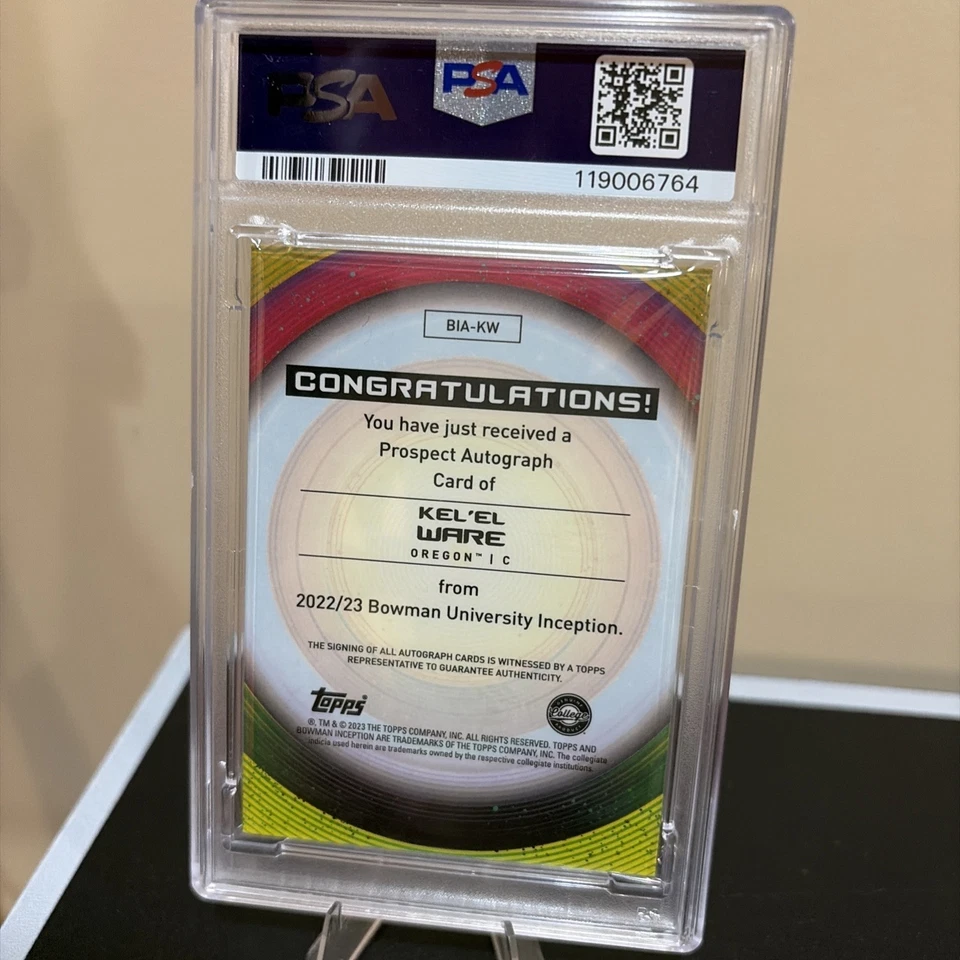 PSA
PSA
119006764
BIA-KW
CONGRATULATIONS!
You have just received a
Prospect Autograph
Card of
KEL'EL
WARE
OREGON™ | C
from
2022/23 Bowman University Inception.
THE SIGNING OF ALL AUTOGRAPH CARDS IS WITNESSED BY A TOPPS
REPRESENTATIVE TO GUARANTEE AUTHENTICITY.
Topps
College
®, TM & © 2023 THE TOPPS COMPANY, INC. ALL RIGHTS RESERVED. TOPPS AND
BOWMAN INCEPTION ARE TRADEMARKS OF THE TOPPS COMPANY, INC. The collegiate
indicia used herein are trademarks owned by the respective collegiate institutions.